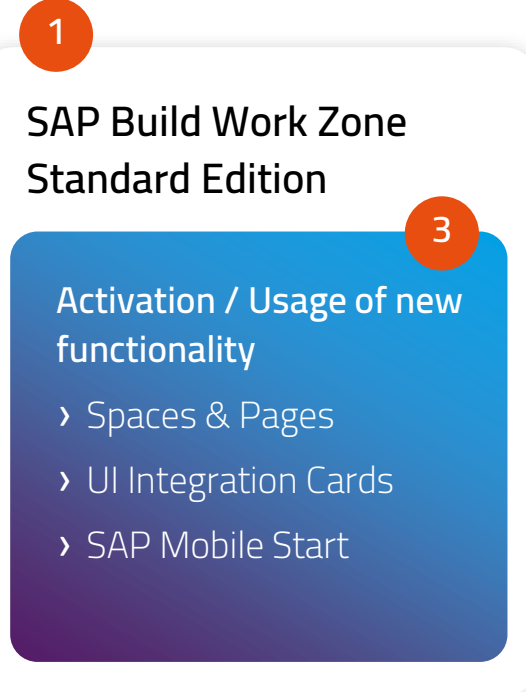 1
SAP Build Work Zone
Standard Edition
3
Activation / Usage of new
functionality
› Spaces & Pages
› UI Integration Cards
› SAP Mobile Start